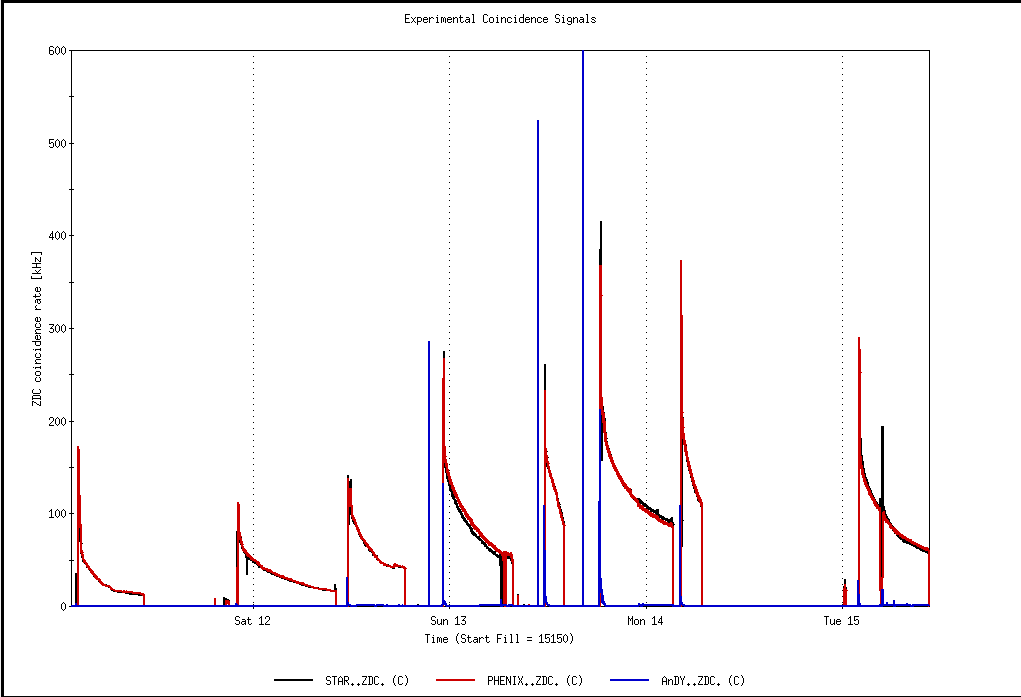 Experimental Coincidence Signals
600
500
400
300
200
100
0
ZDC coincidence rate [kHz]
Sat 12 Sun 13 Mon 14 Tue 15
Time (Start Fill = 15150)
STAR..ZDC. (C) PHENIX..ZDC. (C) AnDY..ZDC. (C)